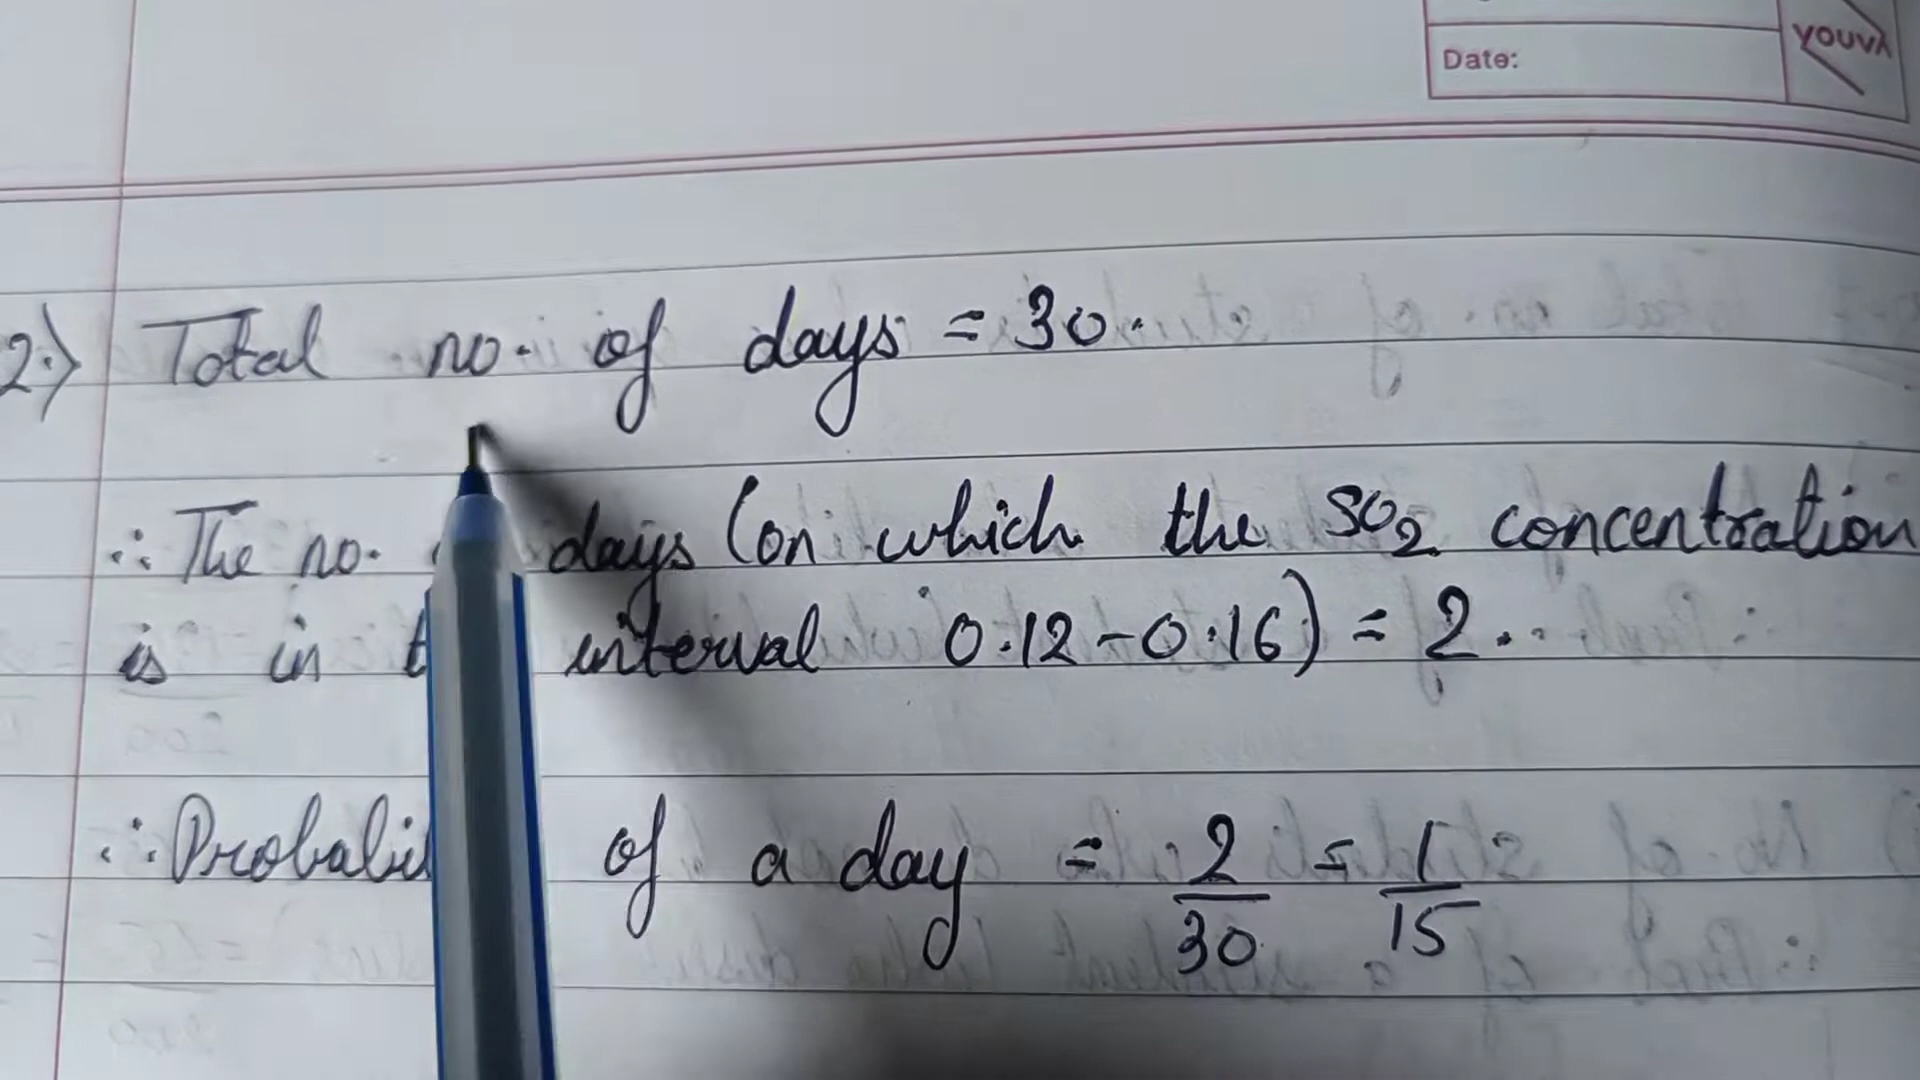 Date:
YOUVA
2.) Total no. of days = 30.
∴ The no. days (on which the SO2 concentration
is in interval 0.12-0.16) = 2.
∴ Probabili of a day = 2/30 = 1/15